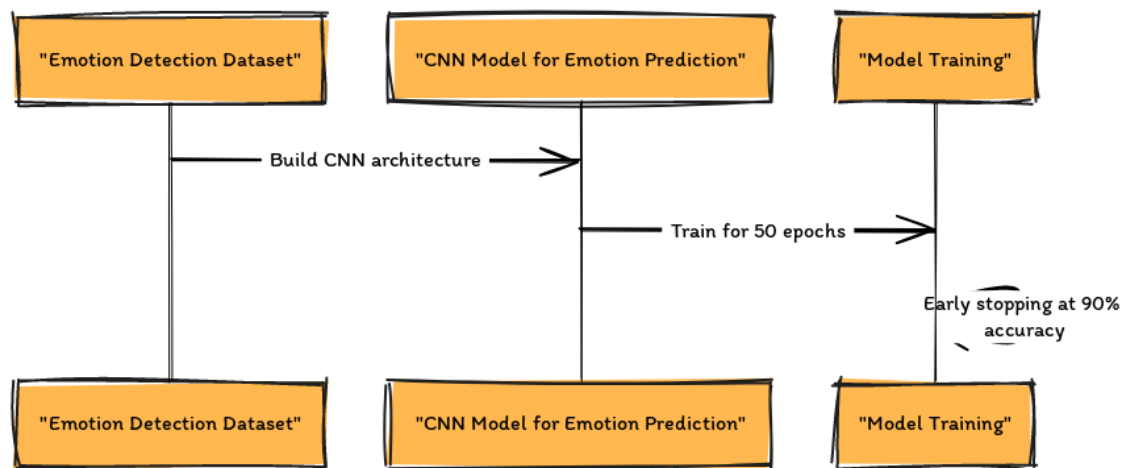 "Emotion Detection Dataset" "CNN Model for Emotion Prediction" "Model Training"
Build CNN architecture
Train for 50 epochs
Early stopping at 90%
accuracy
"Emotion Detection Dataset" "CNN Model for Emotion Prediction" "Model Training"